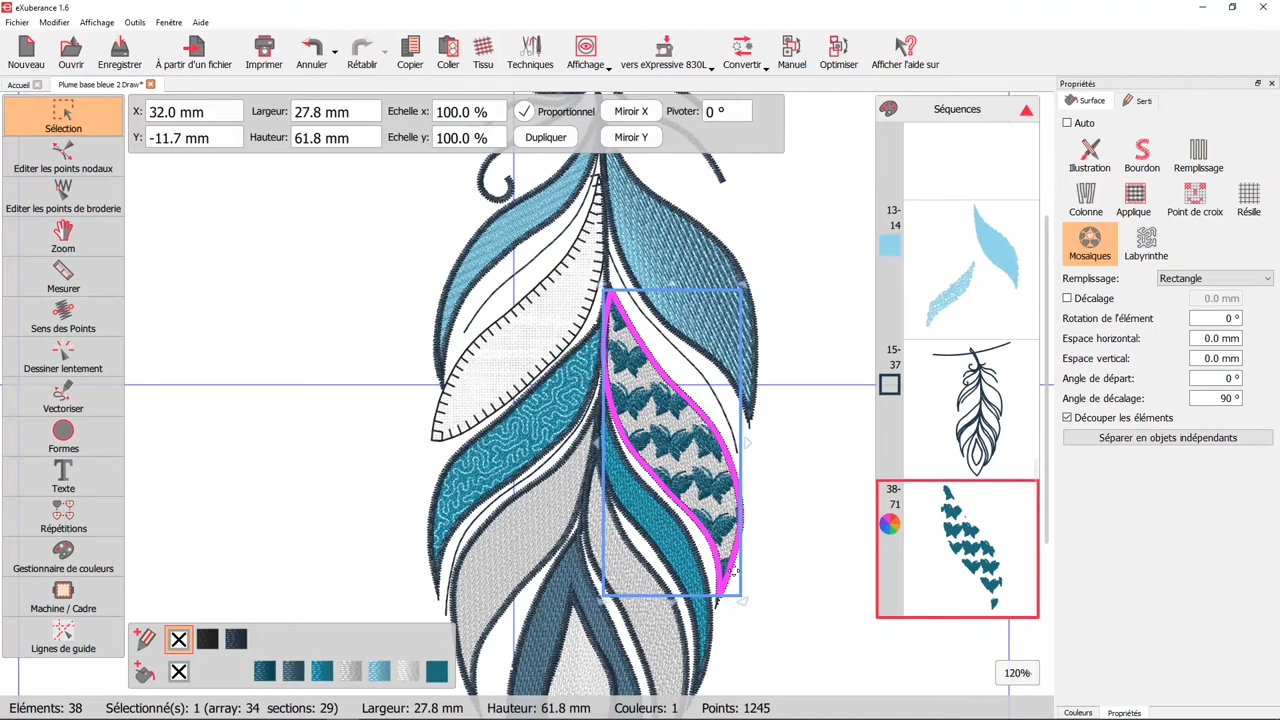 eXuberance 1.6
Fichier Modifier Affichage Outils Fenêtre Aide
Nouveau Ouvrir Enregistrer À partir d'un fichier Imprimer Annuler Rétablir Copier Coller Tissu Techniques Affichage vers eXpressive 830L Convertir Manuel Optimiser Afficher l'aide sur
Accueil Plume base bleue 2.Draw*
Sélection
Editer les points nodaux
Editer les points de broderie
Zoom
Mesurer
Sens des Points
Dessiner lentement
Vectoriser
Formes
Texte
Répétitions
Gestionnaire de couleurs
Machine / Cadre
Lignes de guide
X: 32.0 mm Largeur: 27.8 mm Echelle x: 100.0 % Proportionnel Miroir X Pivoter: 0 °
Y: -11.7 mm Hauteur: 61.8 mm Echelle y: 100.0 % Dupliquer Miroir Y
Séquences
13-
14
15-
37
38-
71
120%
Propriétés
Surface Serti
Auto
Illustration Bourdon Remplissage
Colonne Applique Point de croix Résille
Mosaïques Labyrinthe
Remplissage: Rectangle
Décalage 0.0 mm
Rotation de l'élément 0 °
Espace horizontal: 0.0 mm
Espace vertical: 0.0 mm
Angle de départ: 0 °
Angle de décalage: 90 °
Découper les éléments
Séparer en objets indépendants
Couleurs Propriétés
Eléments: 38 Sélectionné(s): 1 (array: 34 sections: 29) Largeur: 27.8 mm Hauteur: 61.8 mm Couleurs: 1 Points: 1245